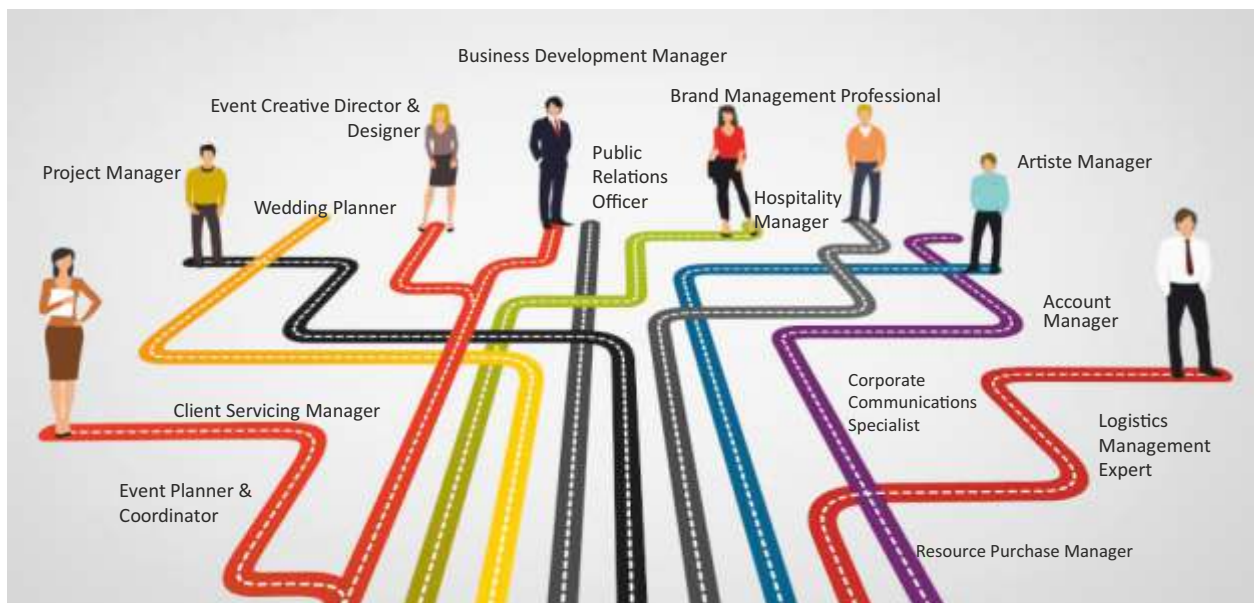 Business Development Manager
Event Creative Director &
Designer
Brand Management Professional
Project Manager
Public
Relations
Officer
Artiste Manager
Wedding Planner
Hospitality
Manager
Account
Manager
Client Servicing Manager
Corporate
Communications
Specialist
Logistics
Management
Expert
Event Planner &
Coordinator
Resource Purchase Manager